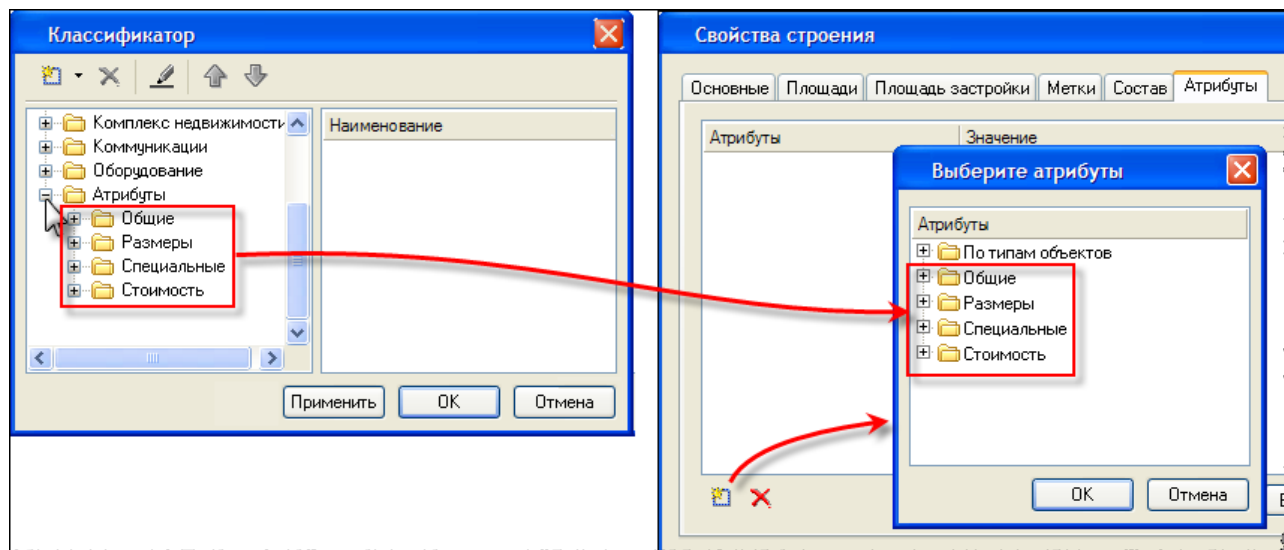 Классификатор
Комплекс недвижимости
Наименование
Коммуникации
Оборудование
Атрибуты
Общие
Размеры
Специальные
Стоимость
Применить
OK
Отмена
Свойства строения
Основные Площади Площадь застройки Метки Состав Атрибуты
Атрибуты Значение
Выберите атрибуты
Атрибуты
По типам объектов
Общие
Размеры
Специальные
Стоимость
OK
Отмена